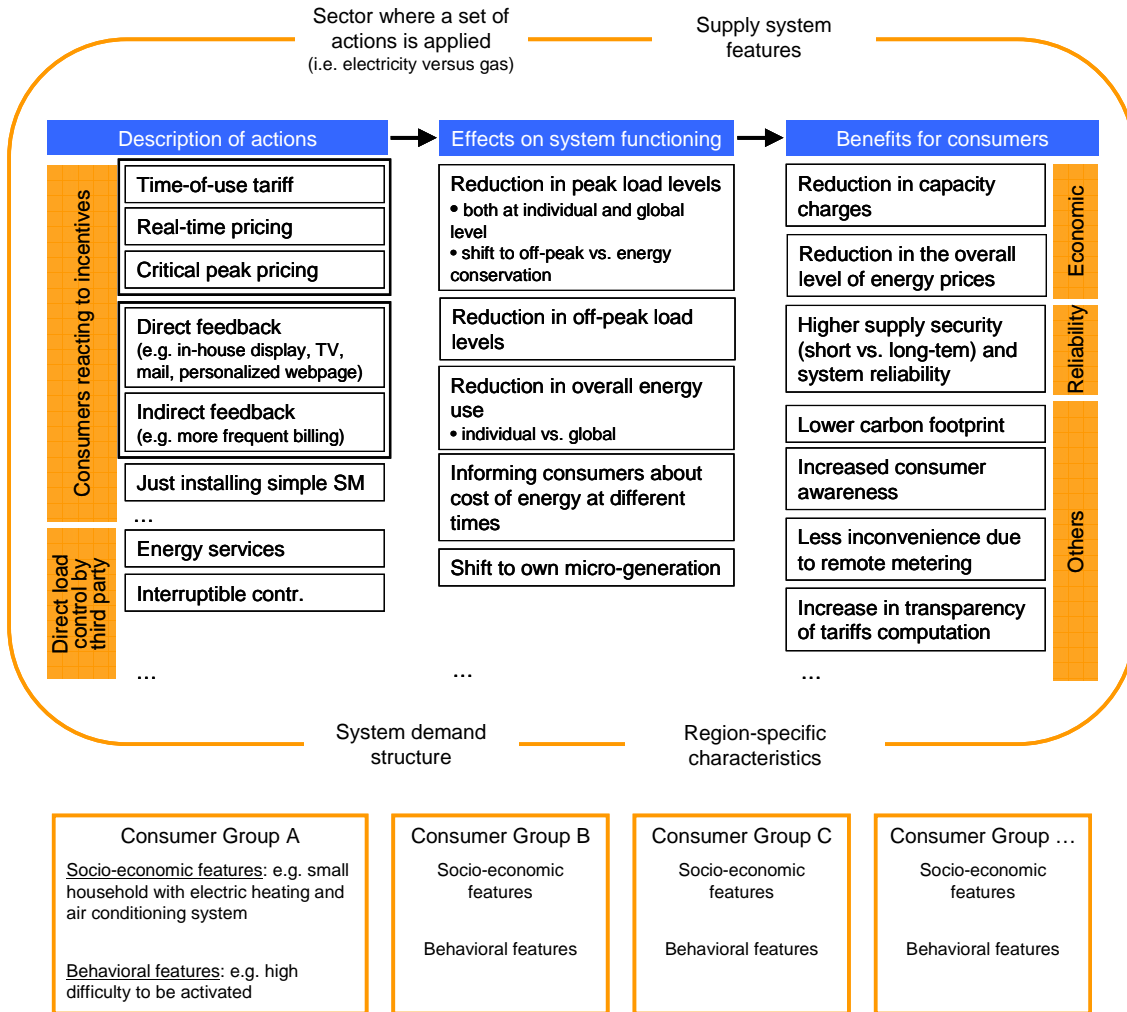 Sector where a set of
actions is applied
(i.e. electricity versus gas)
Supply system
features
Description of actions
Effects on system functioning
Benefits for consumers
Consumers reacting to incentives
Time-of-use tariff
Real-time pricing
Critical peak pricing
Direct feedback
(e.g. in-house display, TV,
mail, personalized webpage)
Indirect feedback
(e.g. more frequent billing)
Just installing simple SM
...
Direct load
control by
third party
Energy services
Interruptible contr.
...
Reduction in peak load levels
• both at individual and global
level
• shift to off-peak vs. energy
conservation
Reduction in off-peak load
levels
Reduction in overall energy
use
• individual vs. global
Informing consumers about
cost of energy at different
times
Shift to own micro-generation
...
Reduction in capacity
charges
Reduction in the overall
level of energy prices
Economic
Higher supply security
(short vs. long-tem) and
system reliability
Reliability
Lower carbon footprint
Increased consumer
awareness
Less inconvenience due
to remote metering
Increase in transparency
of tariffs computation
...
Others
System demand
structure
Region-specific
characteristics
Consumer Group A
Socio-economic features: e.g. small
household with electric heating and
air conditioning system
Behavioral features: e.g. high
difficulty to be activated
Consumer Group B
Socio-economic
features
Behavioral features
Consumer Group C
Socio-economic
features
Behavioral features
Consumer Group ...
Socio-economic
features
Behavioral features